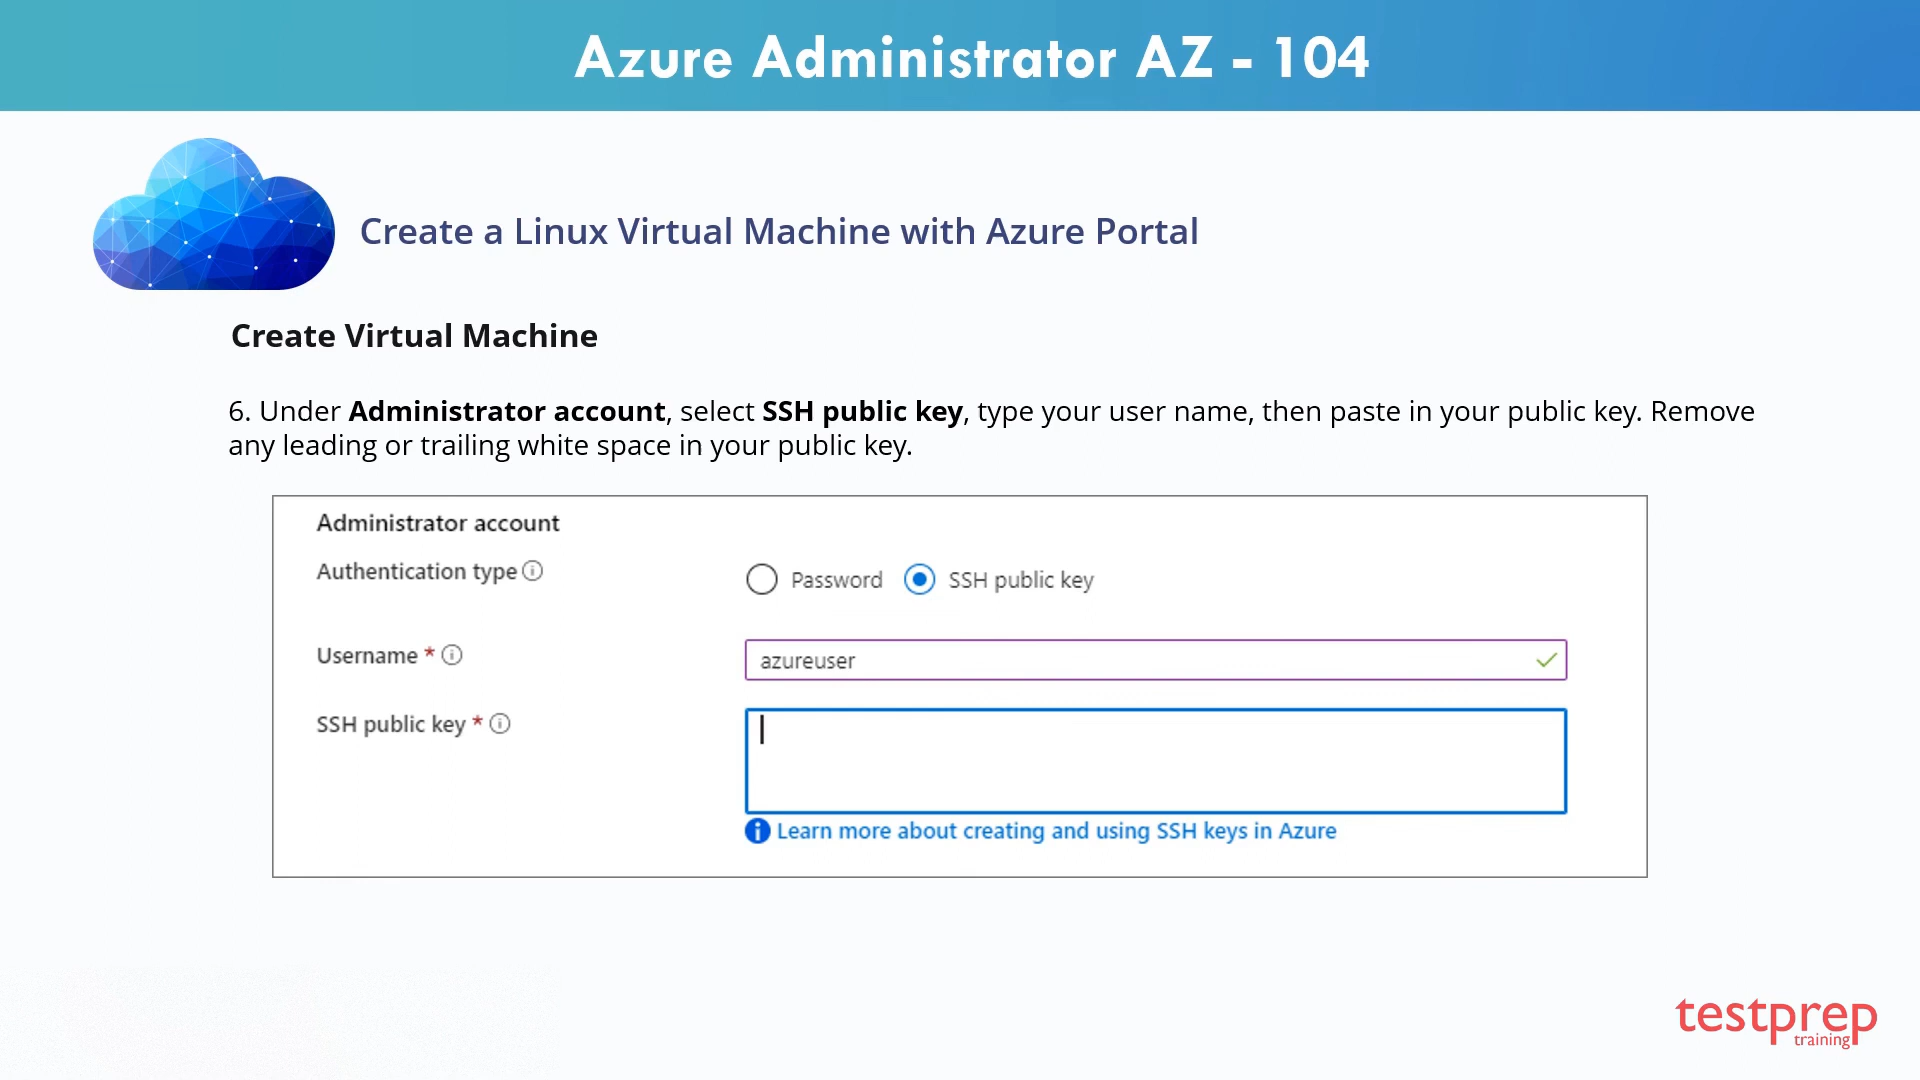 Azure Administrator AZ - 104
Create a Linux Virtual Machine with Azure Portal
Create Virtual Machine
6. Under Administrator account, select SSH public key, type your user name, then paste in your public key. Remove
any leading or trailing white space in your public key.
Administrator account
Authentication type
Password SSH public key
Username *
azureuser
SSH public key *
Learn more about creating and using SSH keys in Azure
testprep
training